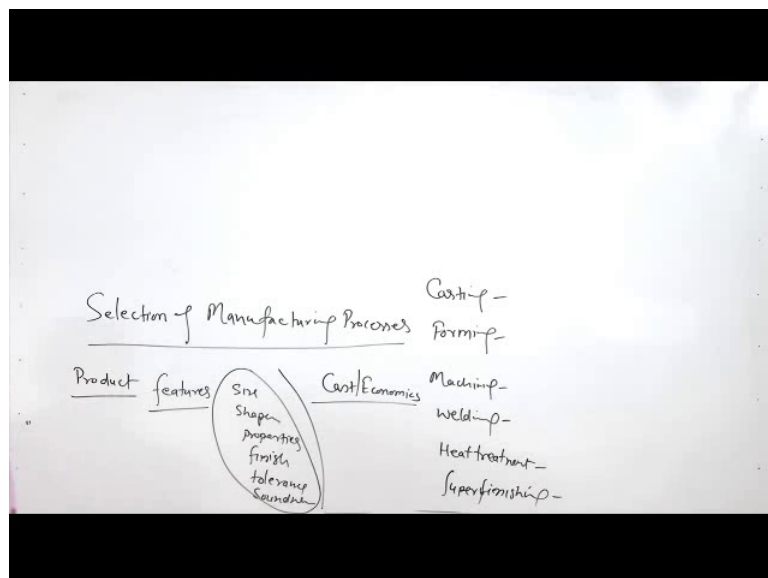 Selection of Manufacturing Processes
Product features
Size
Shape
properties
finish
tolerance
Soundness
Cost/Economics
Casting -
Forming -
Machining -
Welding -
Heat treatment -
Superfinishing -